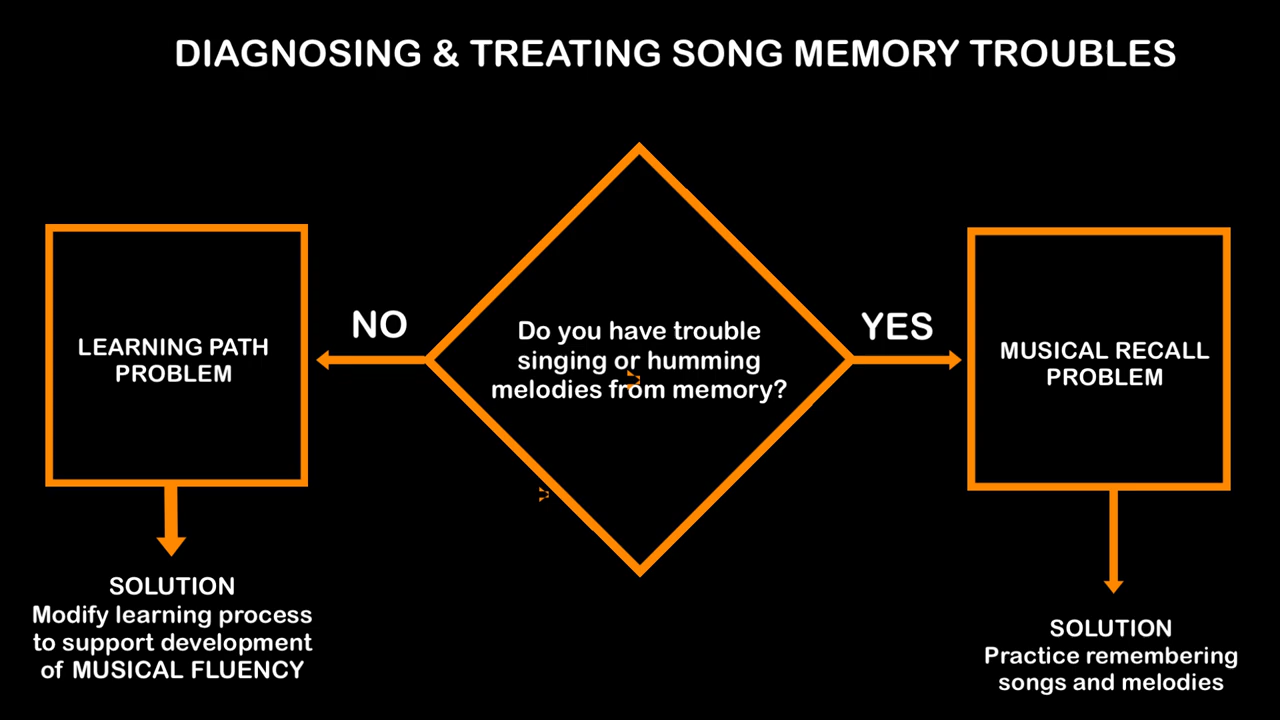 DIAGNOSING & TREATING SONG MEMORY TROUBLES
LEARNING PATH
PROBLEM
SOLUTION
Modify learning process
to support development
of MUSICAL FLUENCY
NO
Do you have trouble
singing or humming
melodies from memory?
YES
MUSICAL RECALL
PROBLEM
SOLUTION
Practice remembering
songs and melodies